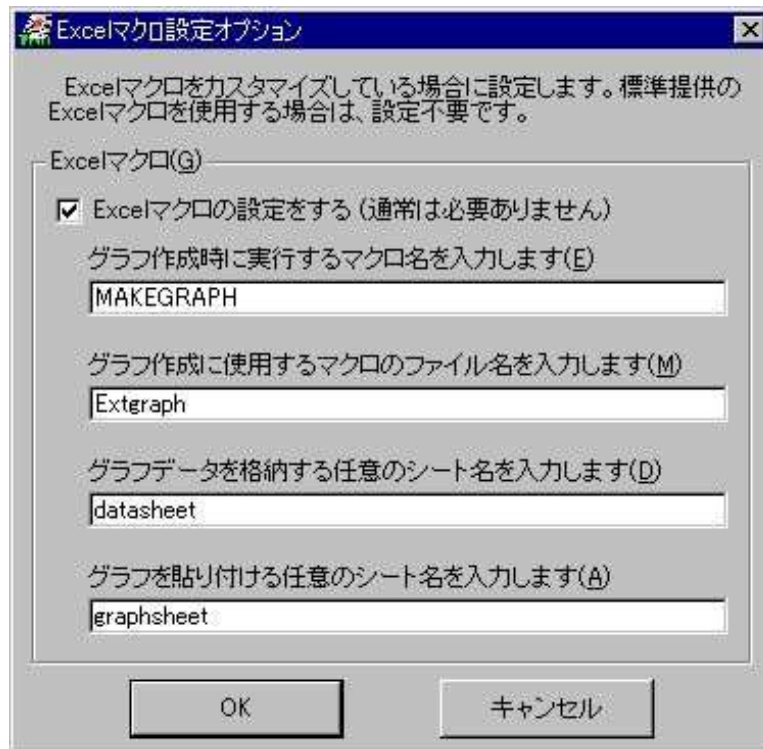 Excelマクロ設定オプション
Excelマクロをカスタマイズしている場合に設定します。標準提供の
Excelマクロを使用する場合は、設定不要です。
Excelマクロ(G)
Excelマクロの設定をする(通常は必要ありません)
グラフ作成時に実行するマクロ名を入力します(E)
MAKEGRAPH
グラフ作成に使用するマクロのファイル名を入力します(M)
Extgraph
グラフデータを格納する任意のシート名を入力します(D)
datasheet
グラフを貼り付ける任意のシート名を入力します(A)
graphsheet
OK キャンセル